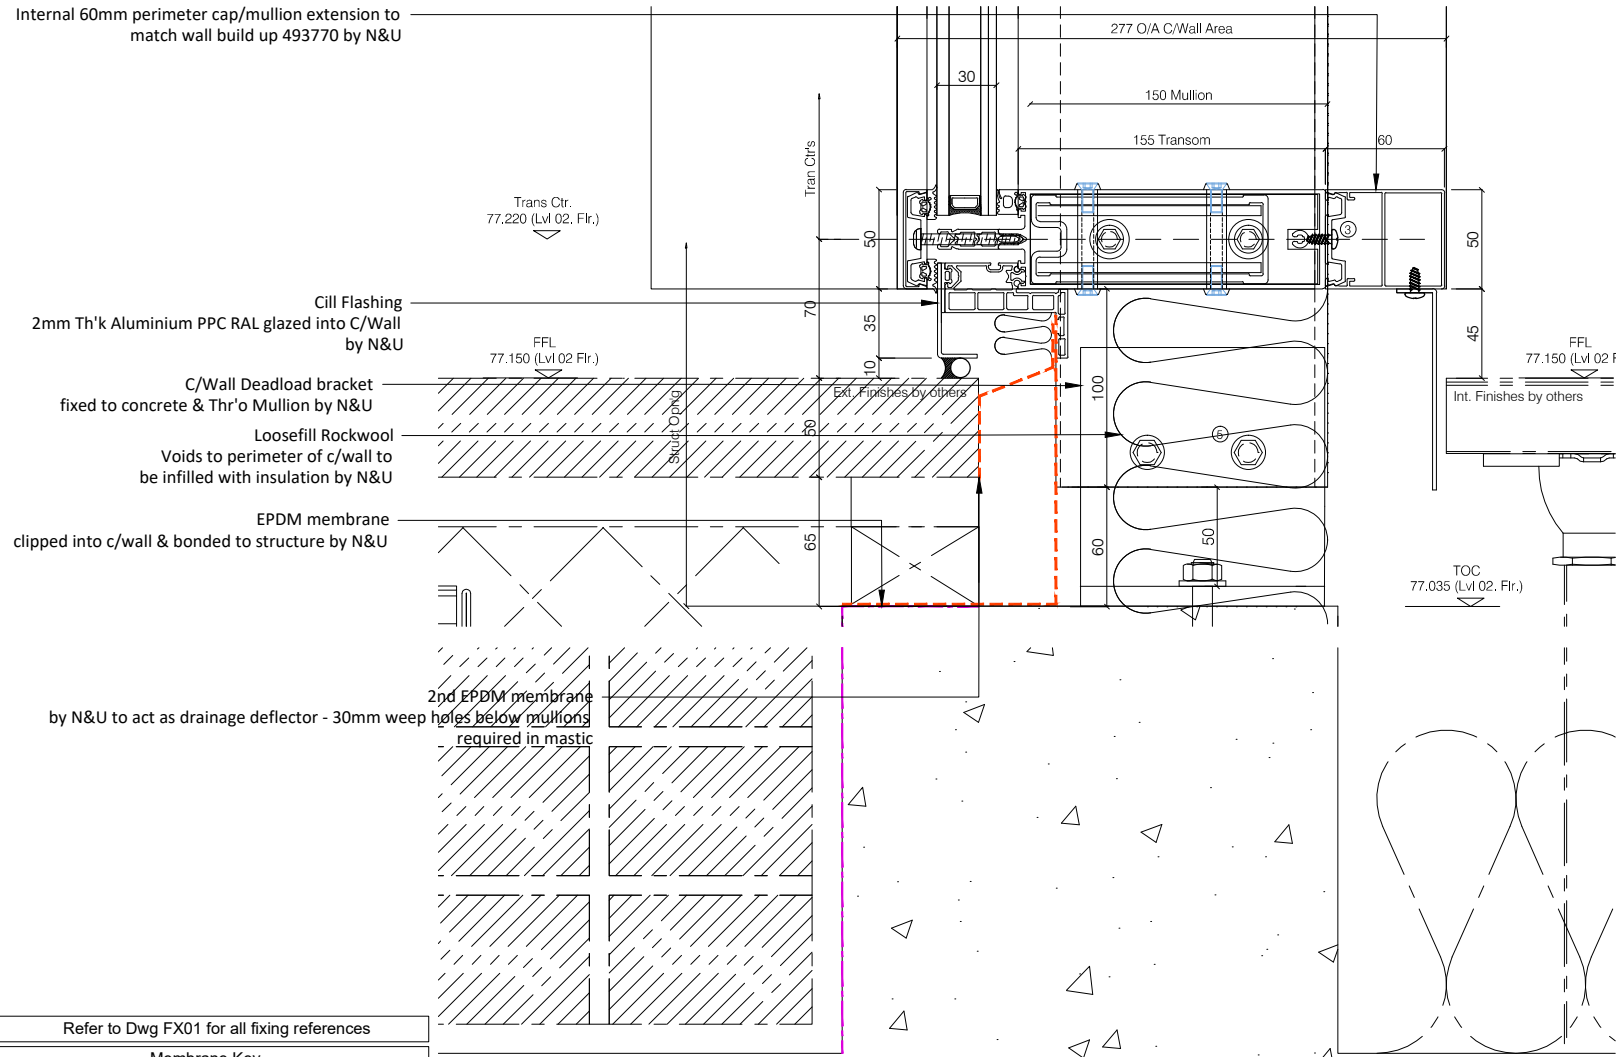 Internal 60mm perimeter cap/mullion extension to
match wall build up 493770 by N&U
277 O/A C/Wall Area
30
150 Mullion
155 Transom
60
Tran Ctr's
Trans Ctr.
77.220 (Lvl 02. Flr.)
50
3
50
Cill Flashing
2mm Th'k Aluminium PPC RAL glazed into C/Wall
by N&U
70
35
45
FFL
77.150 (Lvl 02 Flr.)
10
FFL
77.150 (Lvl 02 F
C/Wall Deadload bracket
fixed to concrete & Thr'o Mullion by N&U
Ext. Finishes by others
100
Int. Finishes by others
Struct Op'n'g
50
5
Loosefill Rockwool
Voids to perimeter of c/wall to
be infilled with insulation by N&U
EPDM membrane
clipped into c/wall & bonded to structure by N&U
65
X
60
50
TOC
77.035 (Lvl 02. Flr.)
2nd EPDM membrane
by N&U to act as drainage deflector - 30mm weep holes below mullions
required in mastic
Refer to Dwg FX01 for all fixing references
Membrane Key